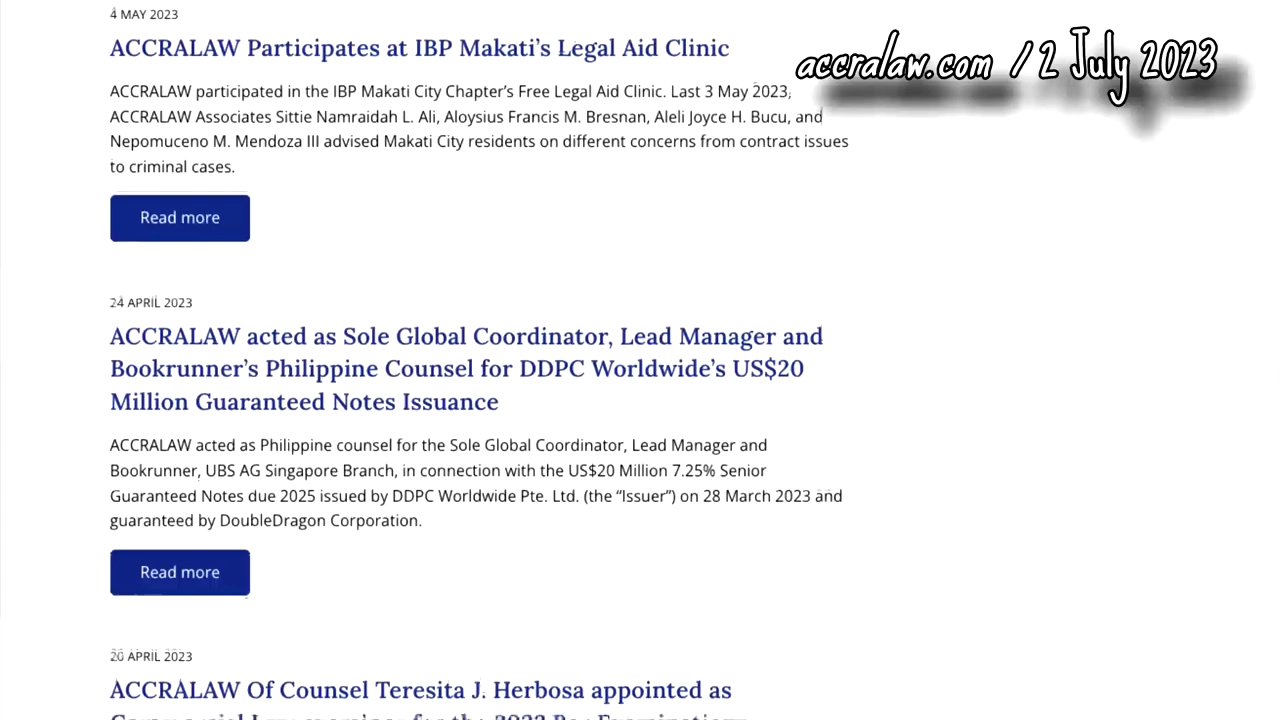 4 MAY 2023
ACCRALAW Participates at IBP Makati’s Legal Aid Clinic
accralaw.com / 2 July 2023
ACCRALAW participated in the IBP Makati City Chapter’s Free Legal Aid Clinic. Last 3 May 2023,
ACCRALAW Associates Sittie Namraidah L. Ali, Aloysius Francis M. Bresnan, Aleli Joyce H. Bucu, and
Nepomuceno M. Mendoza III advised Makati City residents on different concerns from contract issues
to criminal cases.
Read more
24 APRIL 2023
ACCRALAW acted as Sole Global Coordinator, Lead Manager and
Bookrunner’s Philippine Counsel for DDPC Worldwide’s US$20
Million Guaranteed Notes Issuance
ACCRALAW acted as Philippine counsel for the Sole Global Coordinator, Lead Manager and
Bookrunner, UBS AG Singapore Branch, in connection with the US$20 Million 7.25% Senior
Guaranteed Notes due 2025 issued by DDPC Worldwide Pte. Ltd. (the “Issuer”) on 28 March 2023 and
guaranteed by DoubleDragon Corporation.
Read more
20 APRIL 2023
ACCRALAW Of Counsel Teresita J. Herbosa appointed as